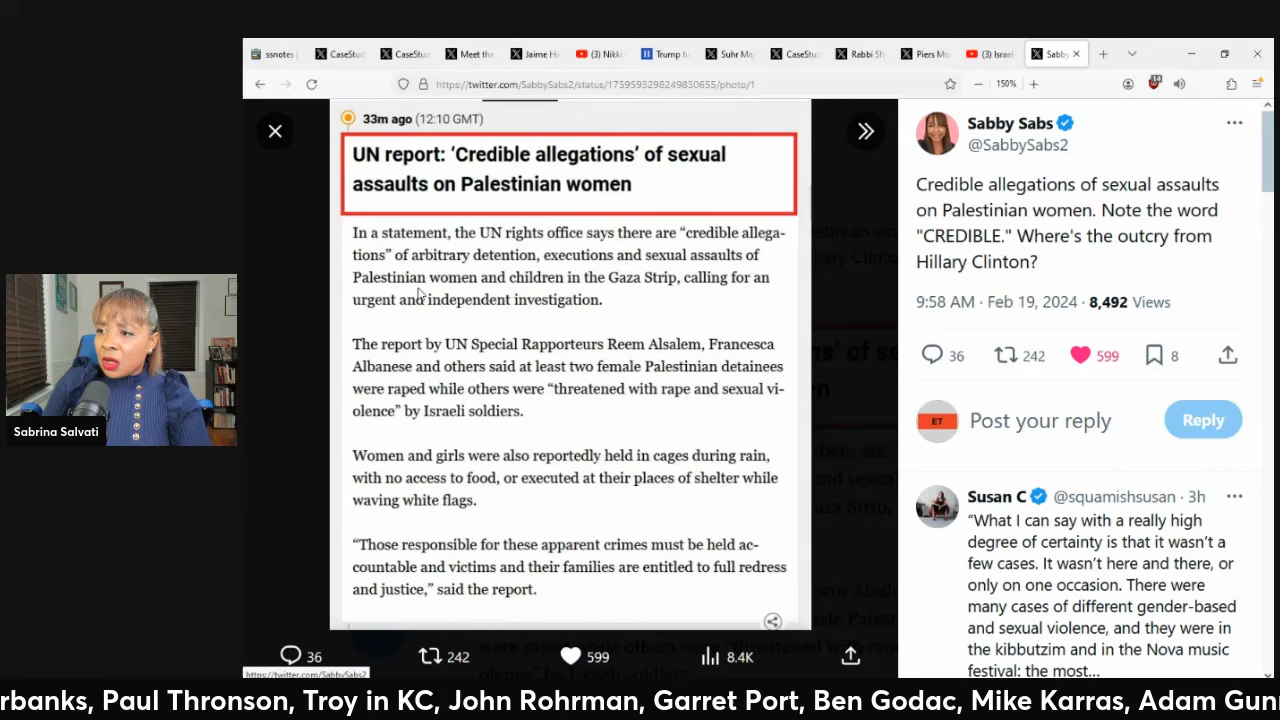 ssnotes
CaseStud
CaseStud
Meet the
Jaime He
(3) Nikki
Trump ha
Suhr Maj
CaseStu
Rabbi Sh
Piers Mo
(3) Israel
Sabby
https://twitter.com/SabbySabs2/status/1759593298249830655/photo/1
150%
33m ago (12:10 GMT)
UN report: ‘Credible allegations’ of sexual
assaults on Palestinian women
In a statement, the UN rights office says there are “credible allega-
tions” of arbitrary detention, executions and sexual assaults of
Palestinian women and children in the Gaza Strip, calling for an
urgent and independent investigation.
The report by UN Special Rapporteurs Reem Alsalem, Francesca
Albanese and others said at least two female Palestinian detainees
were raped while others were “threatened with rape and sexual vi-
olence” by Israeli soldiers.
Women and girls were also reportedly held in cages during rain,
with no access to food, or executed at their places of shelter while
waving white flags.
“Those responsible for these apparent crimes must be held ac-
countable and victims and their families are entitled to full redress
and justice,” said the report.
36
242
599
8.4K
https://twitter.com/SabbySabs2
Sabby Sabs
@SabbySabs2
Credible allegations of sexual assaults
on Palestinian women. Note the word
"CREDIBLE." Where's the outcry from
Hillary Clinton?
9:58 AM · Feb 19, 2024 · 8,492 Views
36
242
599
8
ET
Post your reply
Reply
Susan C @squamishsusan · 3h
“What I can say with a really high
degree of certainty is that it wasn’t a
few cases. It wasn’t here and there, or
only on one occasion. There were
many cases of different gender-based
and sexual violence, and they were in
the kibbutzim and in the Nova music
festival: the most...
Sabrina Salvati
rbanks, Paul Thronson, Troy in KC, John Rohrman, Garret Port, Ben Godac, Mike Karras, Adam Gun